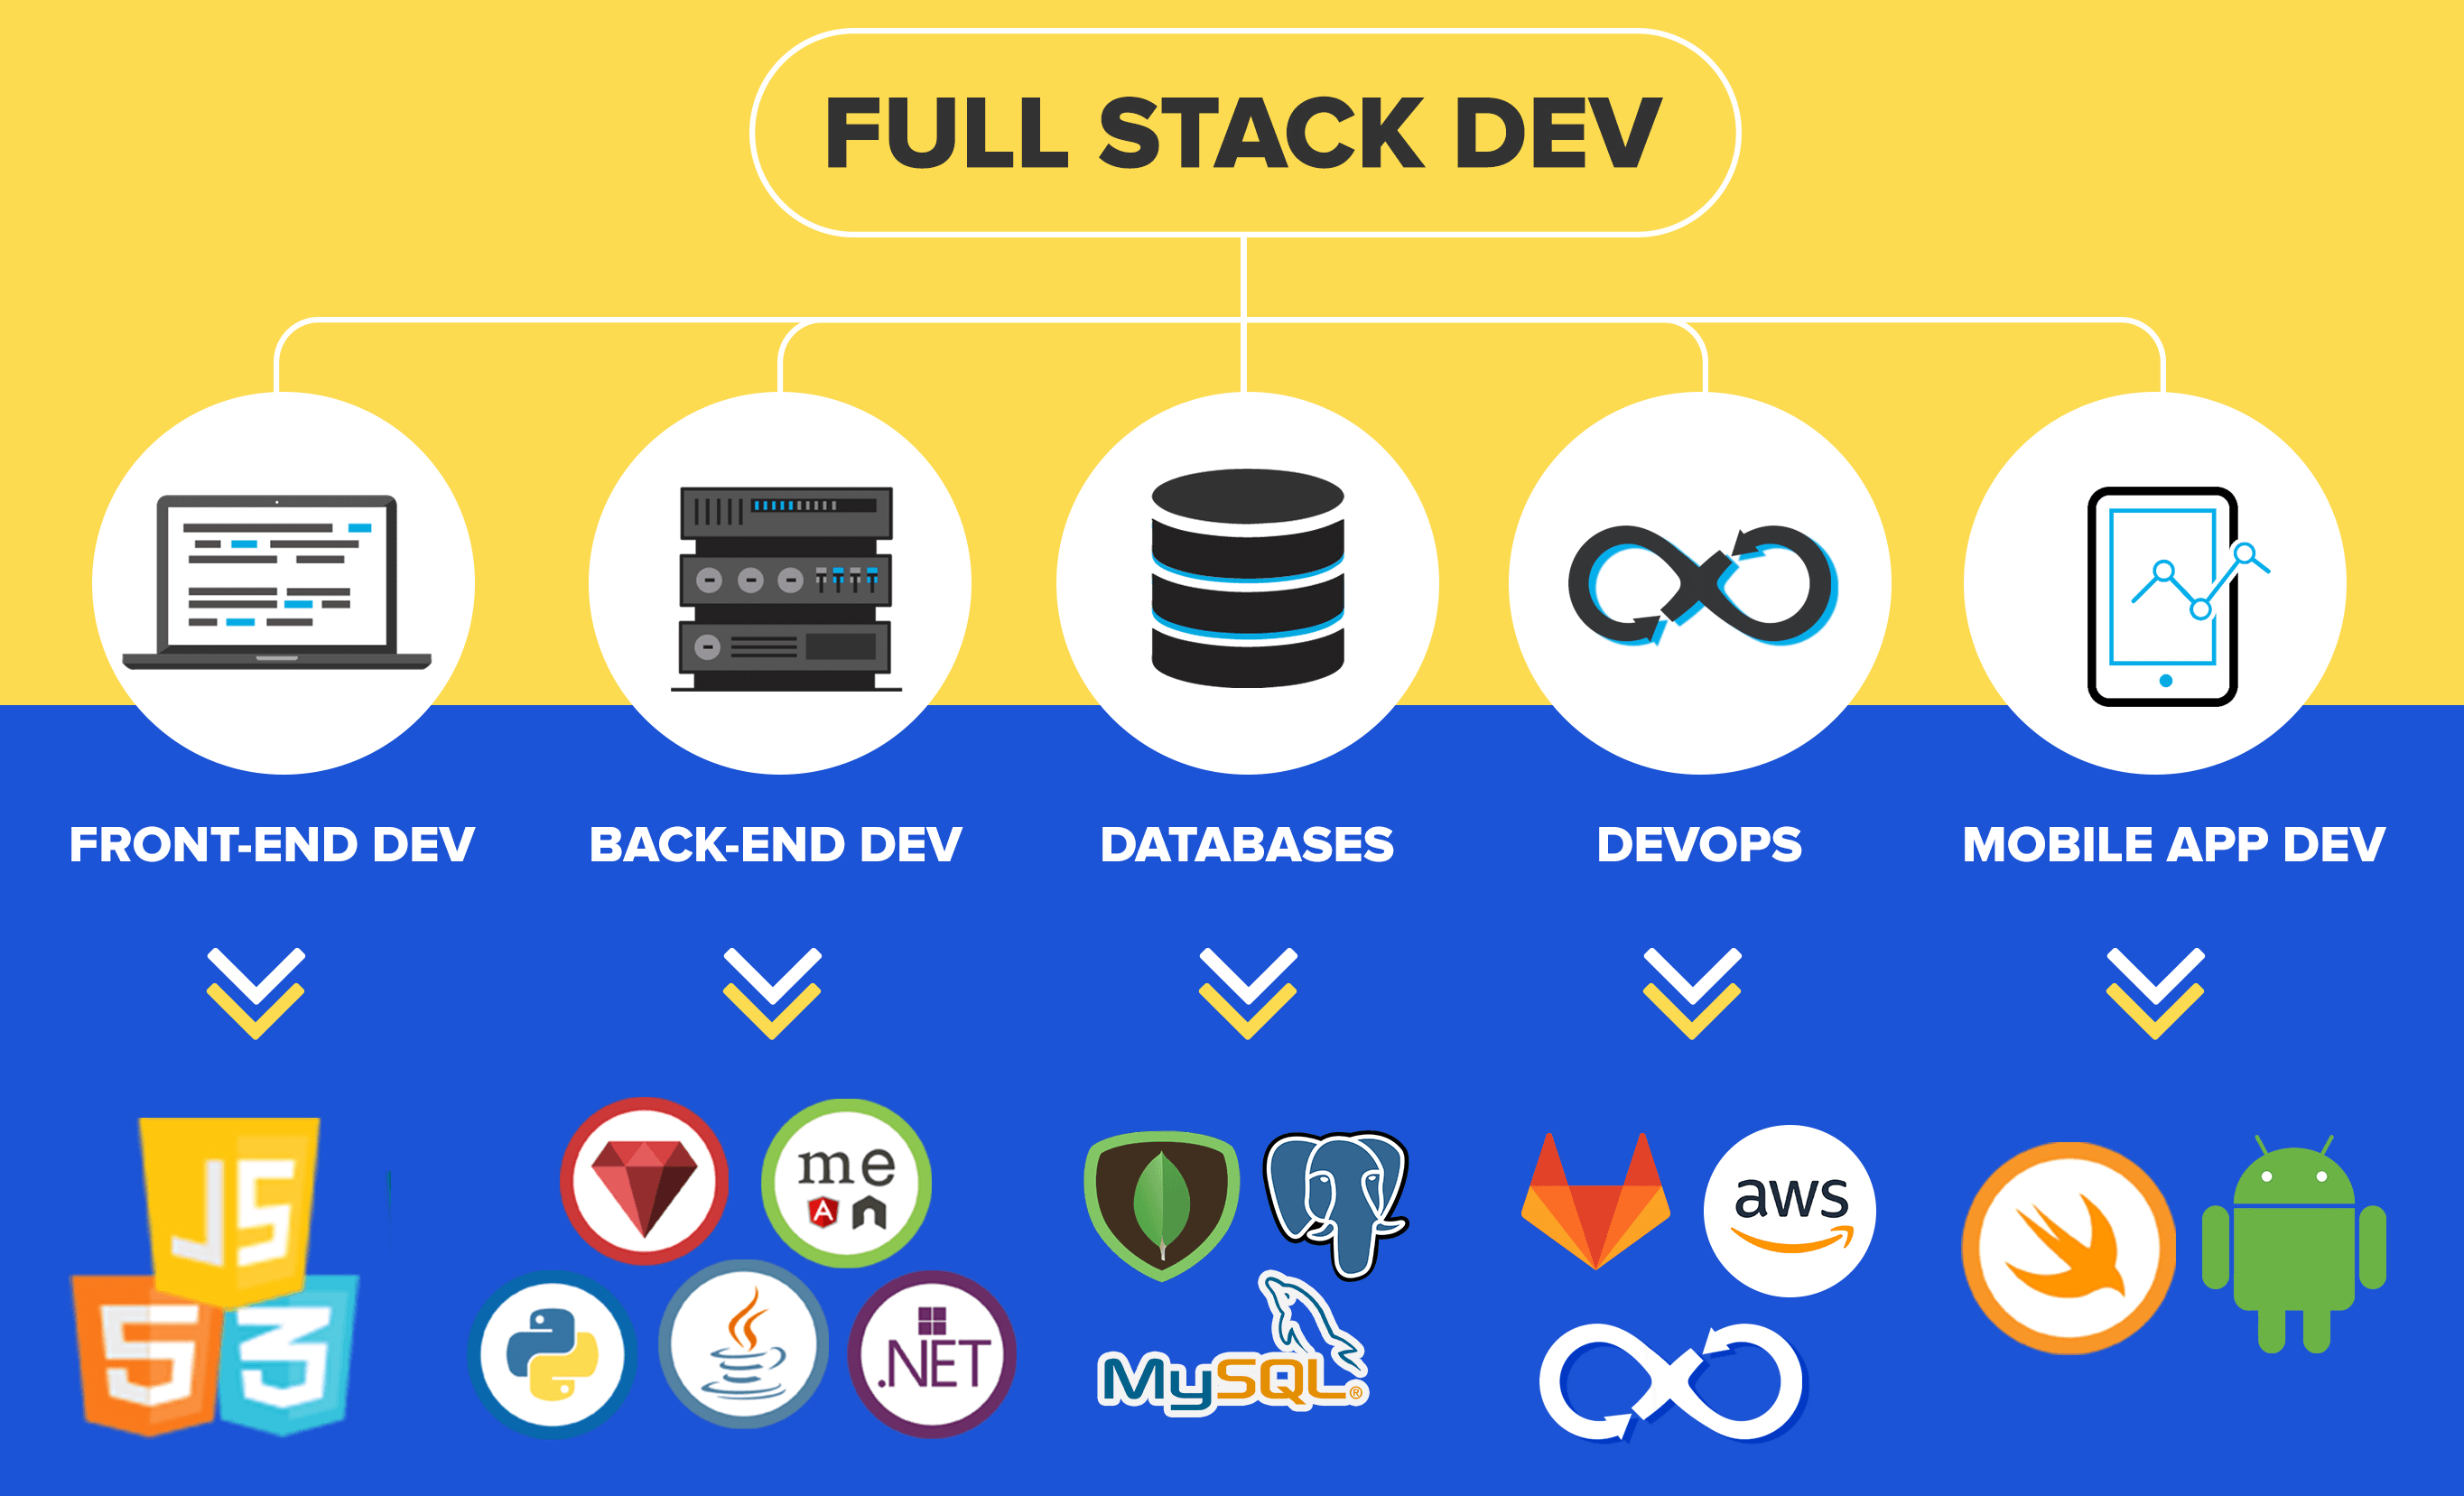 FULL STACK DEV
FRONT-END DEV
BACK-END DEV
DATABASES
DEVOPS
MOBILE APP DEV
JS
5
3
me
A n
.NET
aws
MySQL®